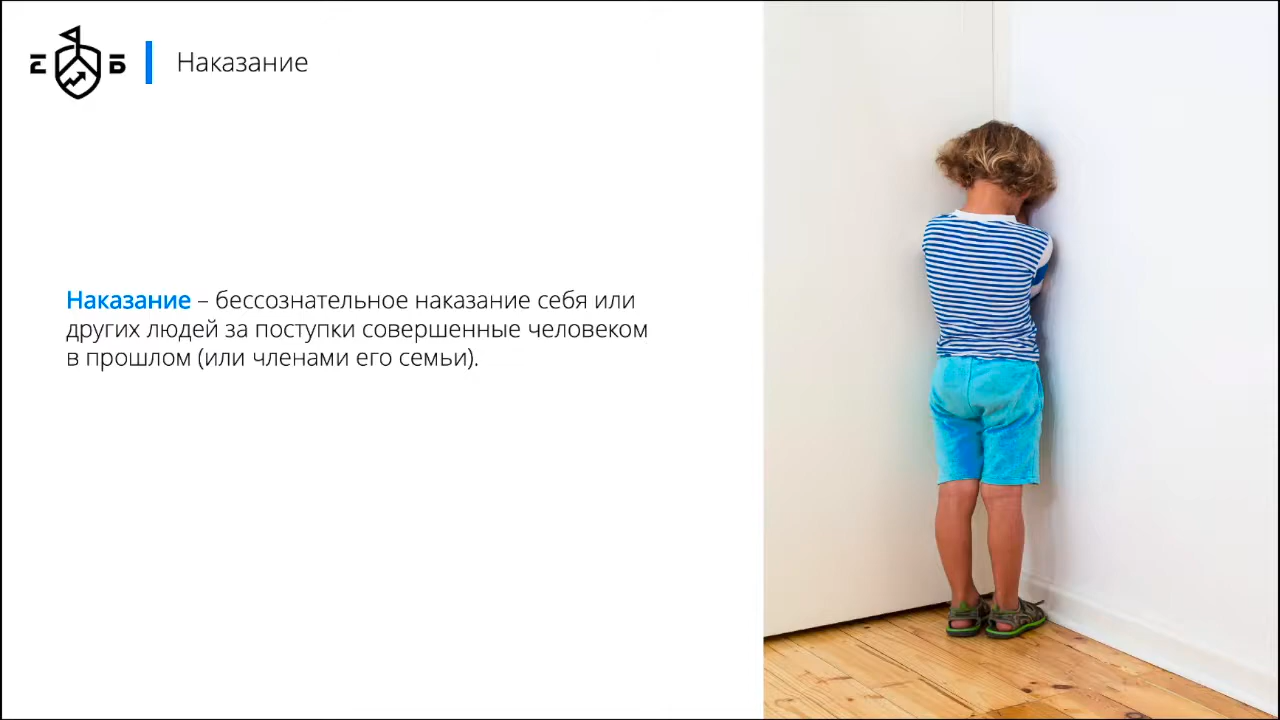 Е Б
Наказание
Наказание – бессознательное наказание себя или
других людей за поступки совершенные человеком
в прошлом (или членами его семьи).